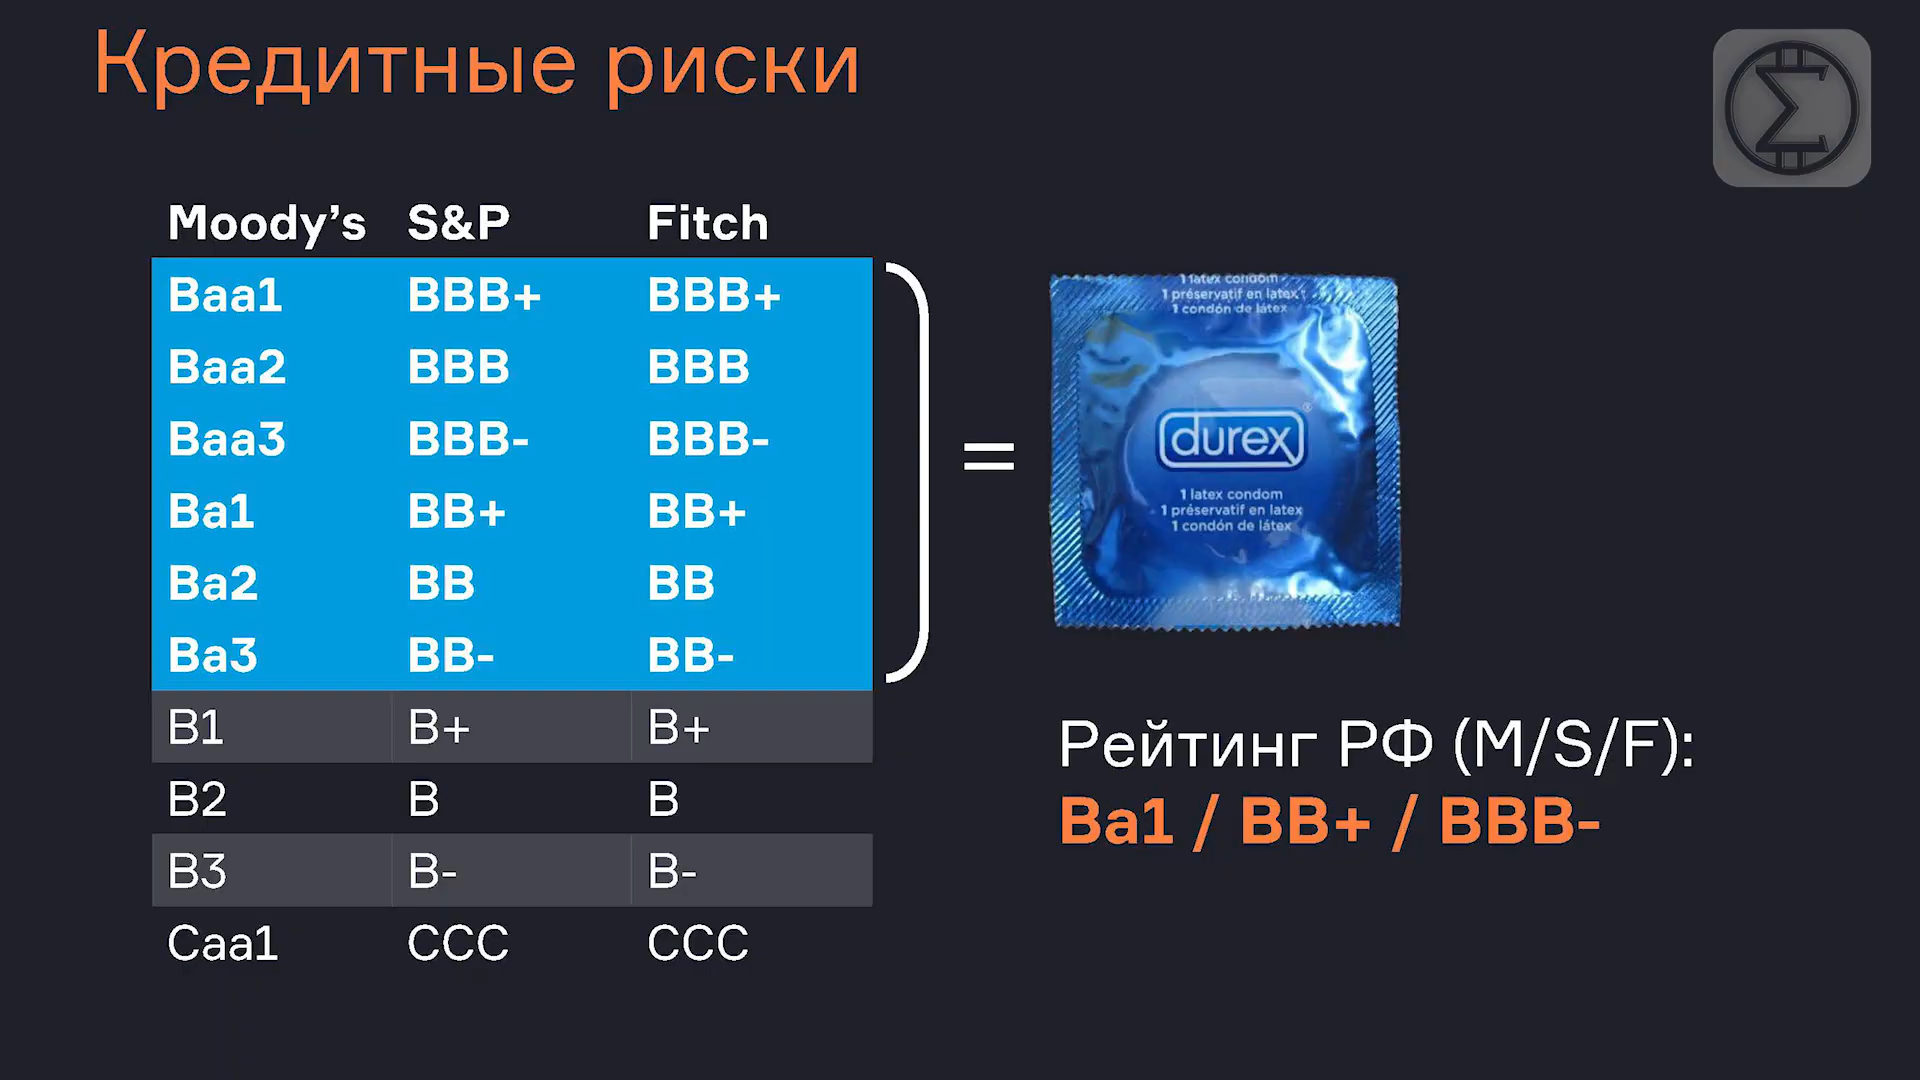 Кредитные риски
Moody’s S&P Fitch
Baa1 BBB+ BBB+
Baa2 BBB BBB
Baa3 BBB- BBB-
Ba1 BB+ BB+
Ba2 BB BB
Ba3 BB- BB-
B1 B+ B+
B2 B B
B3 B- B-
Caa1 CCC CCC
=
1 latex condom
1 préservatif en latex
1 condón de látex
durex®
1 latex condom
1 préservatif en latex
1 condón de látex
Рейтинг РФ (M/S/F):
Ba1 / BB+ / BBB-